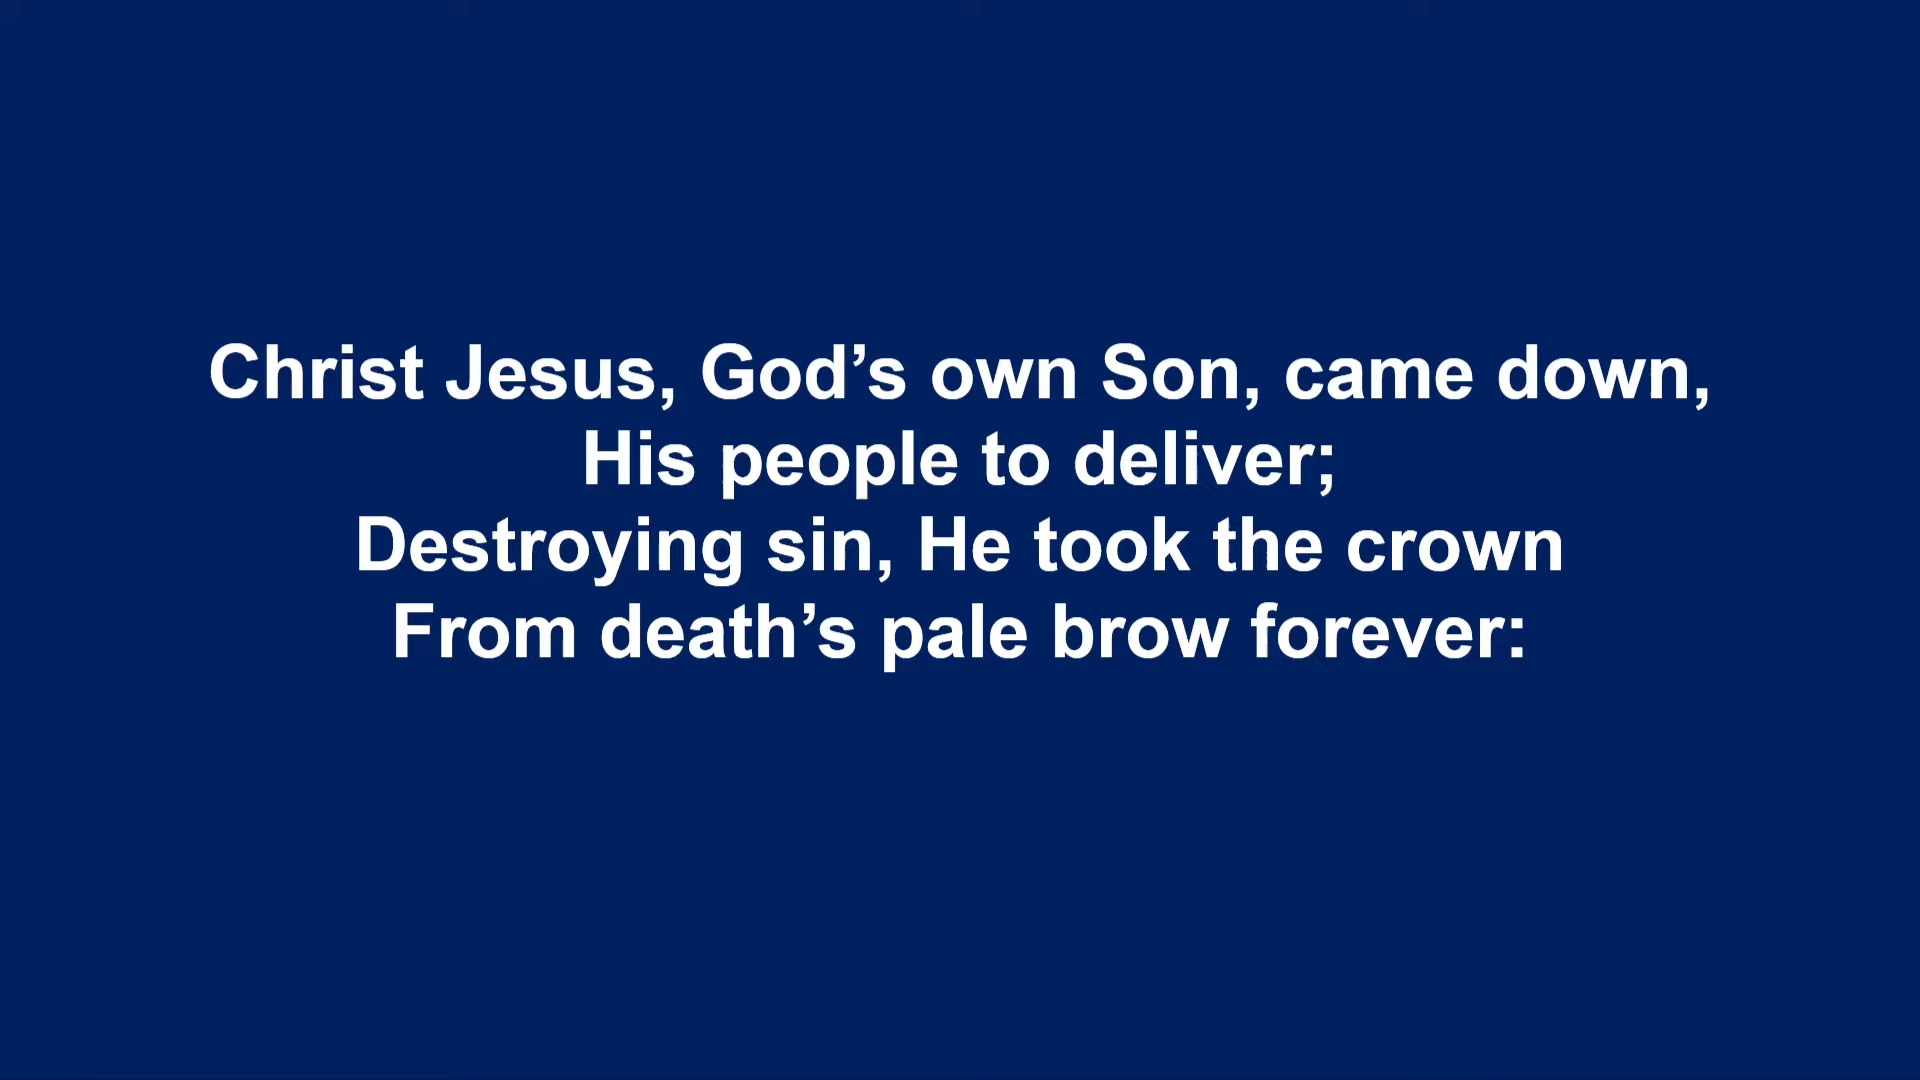 Christ Jesus, God’s own Son, came down,
His people to deliver;
Destroying sin, He took the crown
From death’s pale brow forever: